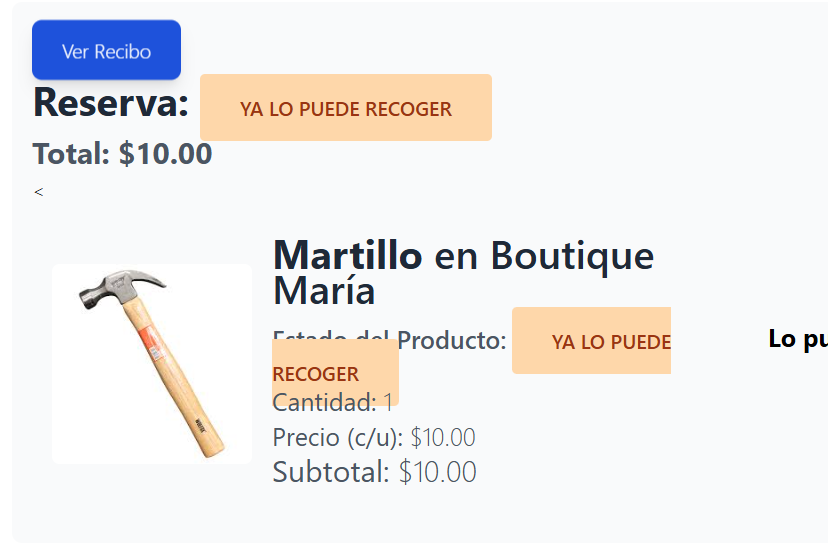 Ver Recibo
Reserva: YA LO PUEDE RECOGER
Total: $10.00
<
Martillo en Boutique
María
Estado del Producto: YA LO PUEDE
RECOGER
Lo pu
Cantidad: 1
Precio (c/u): $10.00
Subtotal: $10.00